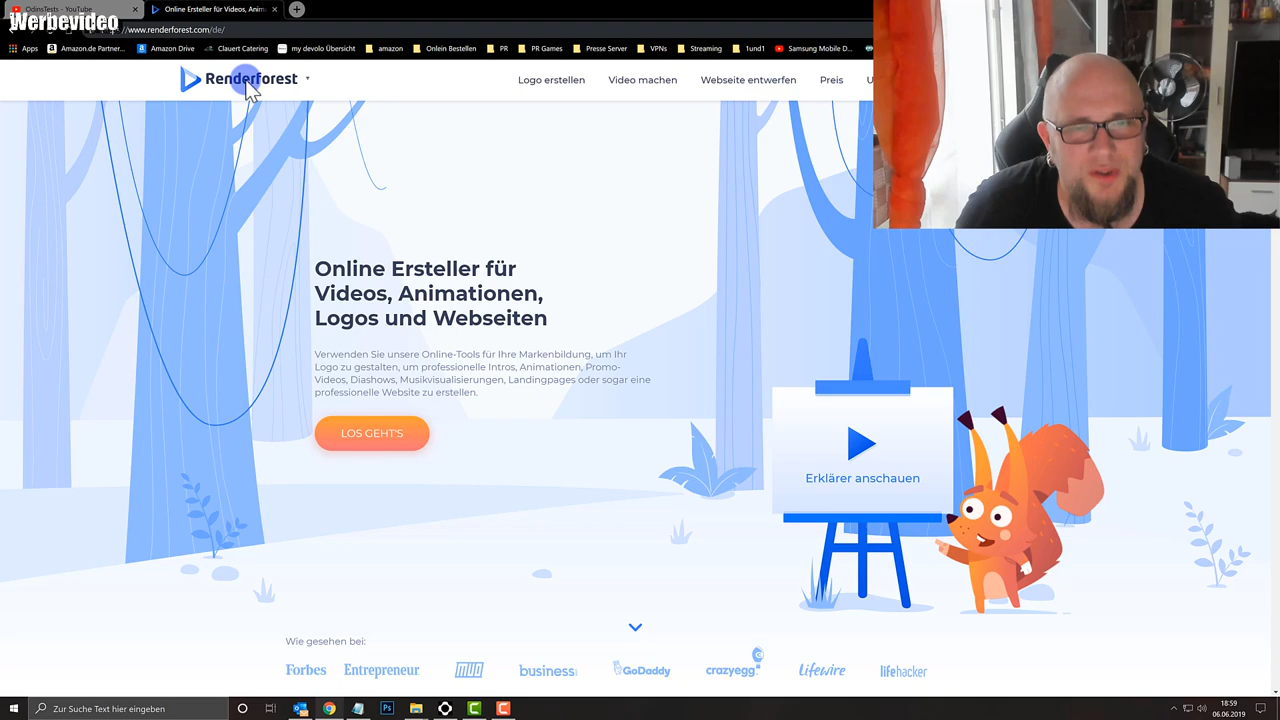 OdinsTests - YouTube
Online Ersteller für Videos, Anim
Werbevideo
www.renderforest.com/de/
Apps
Amazon.de Partner...
Amazon Drive
Clauert Catering
my devolo Übersicht
amazon
Onlein Bestellen
PR
PR Games
Presse Server
VPNs
Streaming
1und1
Samsung Mobile D...
Renderforest
Logo erstellen
Video machen
Webseite entwerfen
Preis
Online Ersteller für
Videos, Animationen,
Logos und Webseiten
Verwenden Sie unsere Online-Tools für Ihre Markenbildung, um Ihr
Logo zu gestalten, um professionelle Intros, Animationen, Promo-
Videos, Diashows, Musikvisualisierungen, Landingpages oder sogar eine
professionelle Website zu erstellen.
LOS GEHT'S
Erklärer anschauen
Wie gesehen bei:
Forbes
Entrepreneur
MUO
business
GoDaddy
crazyegg
Lifewire
lifehacker
Zur Suche Text hier eingeben
18:59
06.06.2019